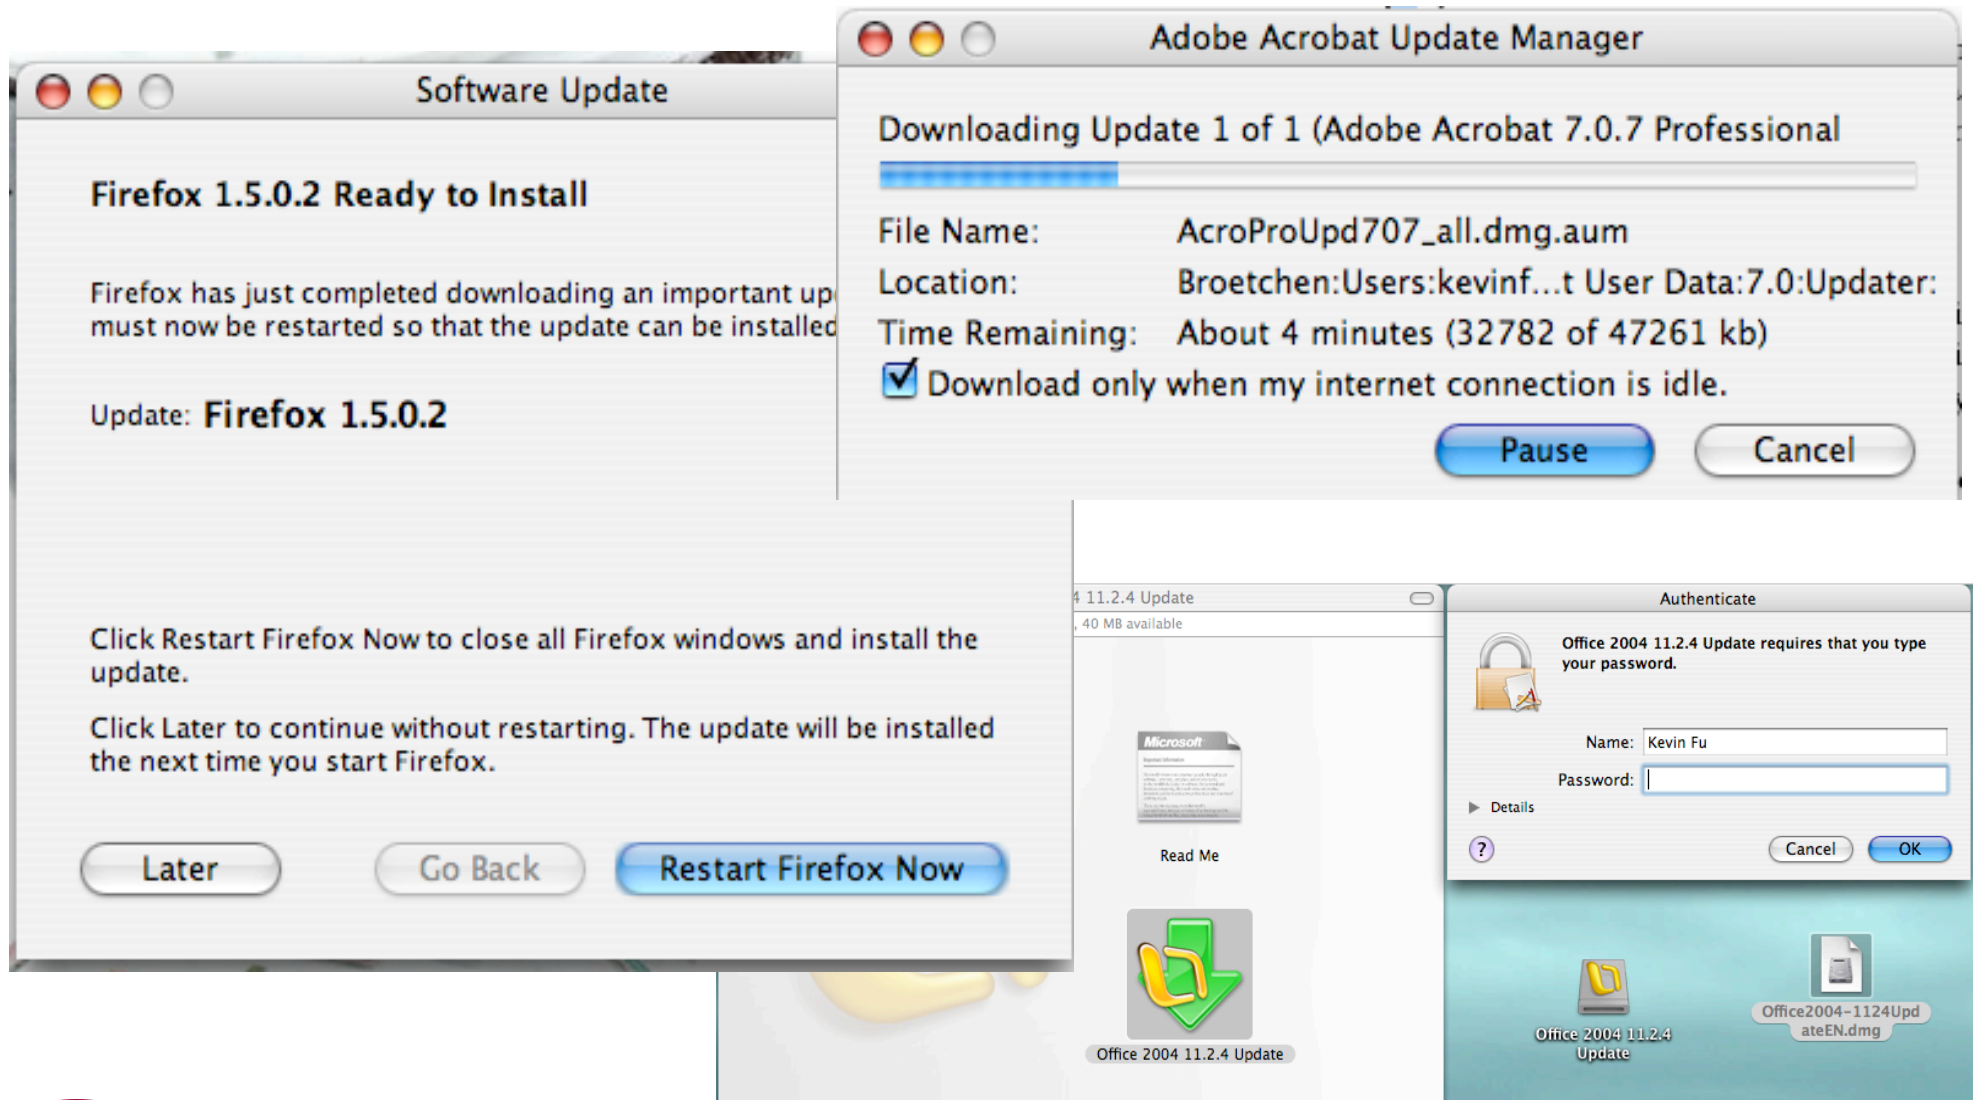 Software Update
Firefox 1.5.0.2 Ready to Install
Firefox has just completed downloading an important
must now be restarted so that the update can be installed
Update: Firefox 1.5.0.2
Click Restart Firefox Now to close all Firefox windows and install the
update.
Click Later to continue without restarting. The update will be installed
the next time you start Firefox.
Later
Go Back
Restart Firefox Now
Adobe Acrobat Update Manager
Downloading Update 1 of 1 (Adobe Acrobat 7.0.7 Professional
File Name: AcroProUpd707_all.dmg.aum
Location: Broetchen:Users:kevinf...t User Data:7.0:Updater:
Time Remaining: About 4 minutes (32782 of 47261 kb)
Download only when my internet connection is idle.
Pause
Cancel
4 11.2.4 Update
, 40 MB available
Microsoft
Read Me
Office 2004 11.2.4 Update
Authenticate
Office 2004 11.2.4 Update requires that you type
your password.
Name: Kevin Fu
Password:
Details
?
Cancel
OK
Office 2004 11.2.4
Update
Office2004-1124Upd
ateEN.dmg